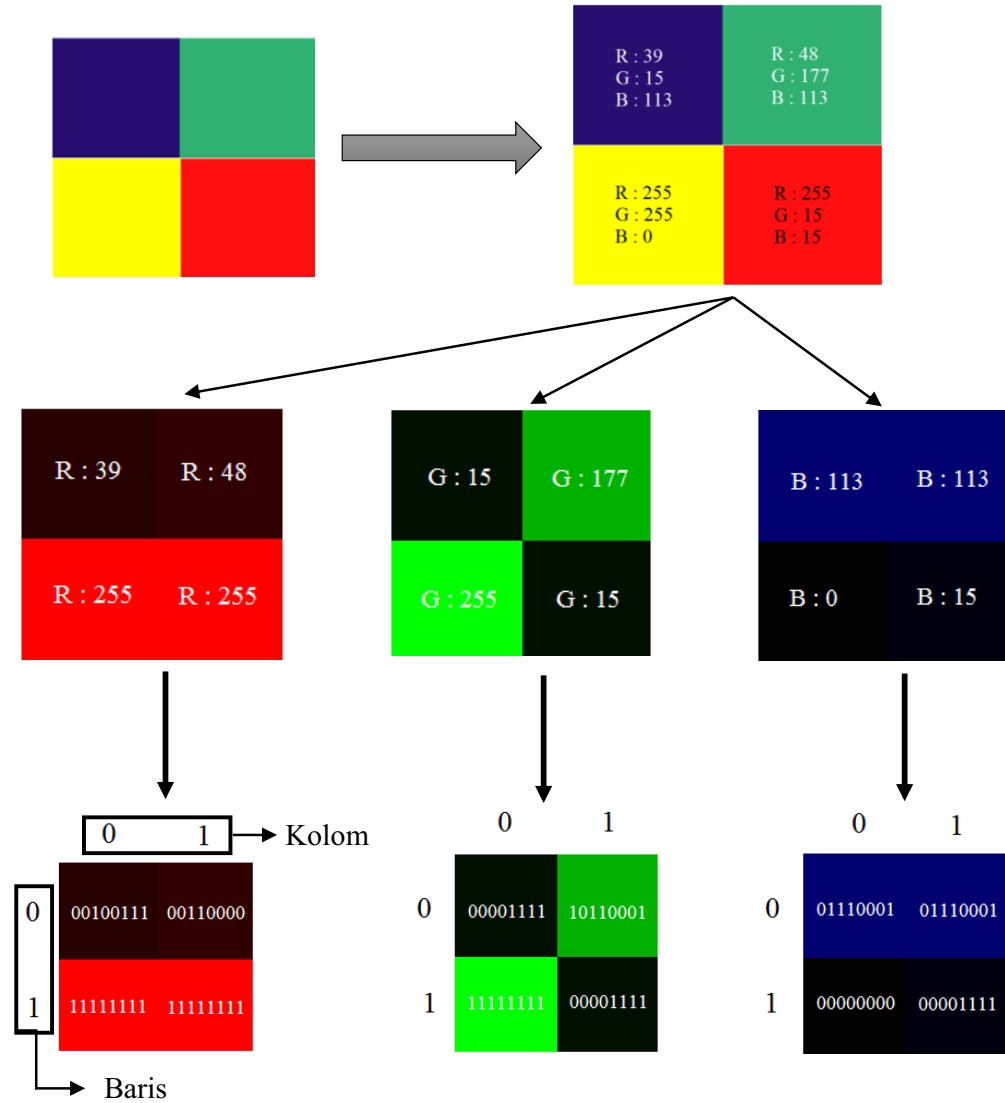 R : 39
G : 15
B : 113
R : 48
G : 177
B : 113
R : 255
G : 255
B : 0
R : 255
G : 15
B : 15
R : 39 R : 48
R : 255 R : 255
G : 15 G : 177
G : 255 G : 15
B : 113 B : 113
B : 0 B : 15
0 1 Kolom
0 00100111 00110000
1 11111111 11111111
Baris
0 1
0 00001111 10110001
1 11111111 00001111
0 1
0 01110001 01110001
1 00000000 00001111